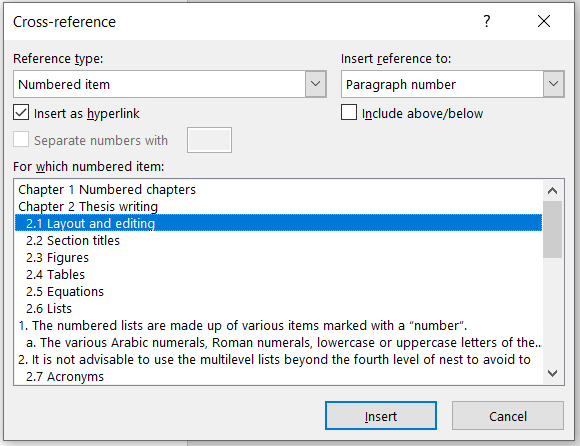 Cross-reference ? ×
Reference type: Insert reference to:
Numbered item Paragraph number
Insert as hyperlink Include above/below
Separate numbers with
For which numbered item:
Chapter 1 Numbered chapters
Chapter 2 Thesis writing
2.1 Layout and editing
2.2 Section titles
2.3 Figures
2.4 Tables
2.5 Equations
2.6 Lists
1. The numbered lists are made up of various items marked with a “number”.
a. The various Arabic numerals, Roman numerals, lowercase or uppercase letters of the...
2. It is not advisable to use the multilevel lists beyond the fourth level of nest to avoid to
2.7 Acronyms
Insert Cancel